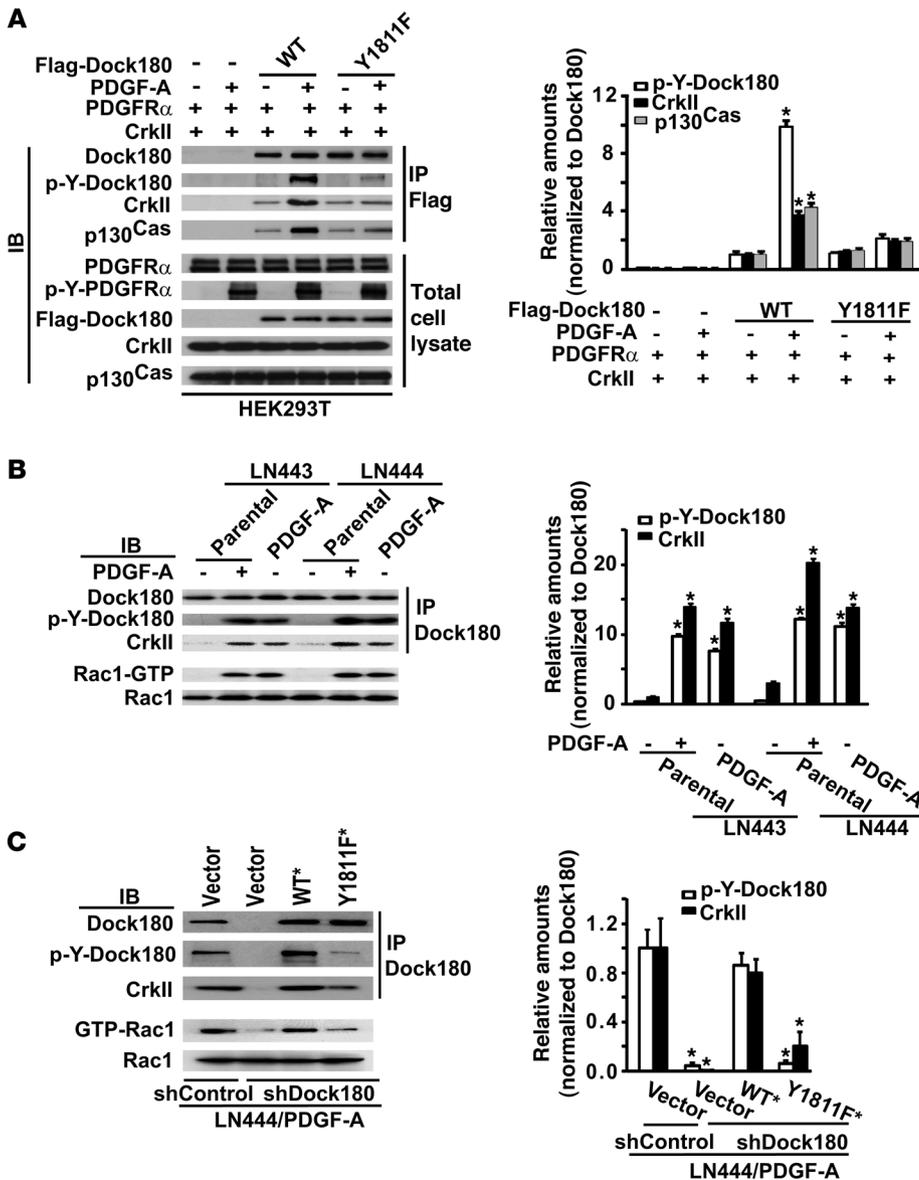 A
Flag-Dock180 - - WT Y1811F
PDGF-A - + - + - +
PDGFRα + + + + + +
CrkII + + + + + +
IB
Dock180
p-Y-Dock180
CrkII
p130Cas
IP
Flag
PDGFRα
p-Y-PDGFRα
Flag-Dock180
CrkII
p130Cas
Total
cell
lysate
HEK293T
Relative amounts
(normalized to Dock180)
12
8
4
0
p-Y-Dock180
CrkII
p130Cas
* * *
Flag-Dock180 - - WT Y1811F
PDGF-A - + - + - +
PDGFRα + + + + + +
CrkII + + + + + +
B
LN443 LN444
Parental PDGF-A Parental PDGF-A
IB
PDGF-A - + - - + -
Dock180
p-Y-Dock180
CrkII
IP
Dock180
Rac1-GTP
Rac1
Relative amounts
(normalized to Dock180)
20
10
0
p-Y-Dock180
CrkII
* * * * * * * *
PDGF-A - + - - + -
Parental PDGF-A Parental PDGF-A
LN443 LN444
C
Vector Vector WT* Y1811F*
IB
Dock180
p-Y-Dock180
CrkII
IP
Dock180
GTP-Rac1
Rac1
shControl shDock180
LN444/PDGF-A
Relative amounts
(normalized to Dock180)
1.2
0.8
0.4
0.0
p-Y-Dock180
CrkII
* * * *
Vector Vector WT* Y1811F*
shControl shDock180
LN444/PDGF-A